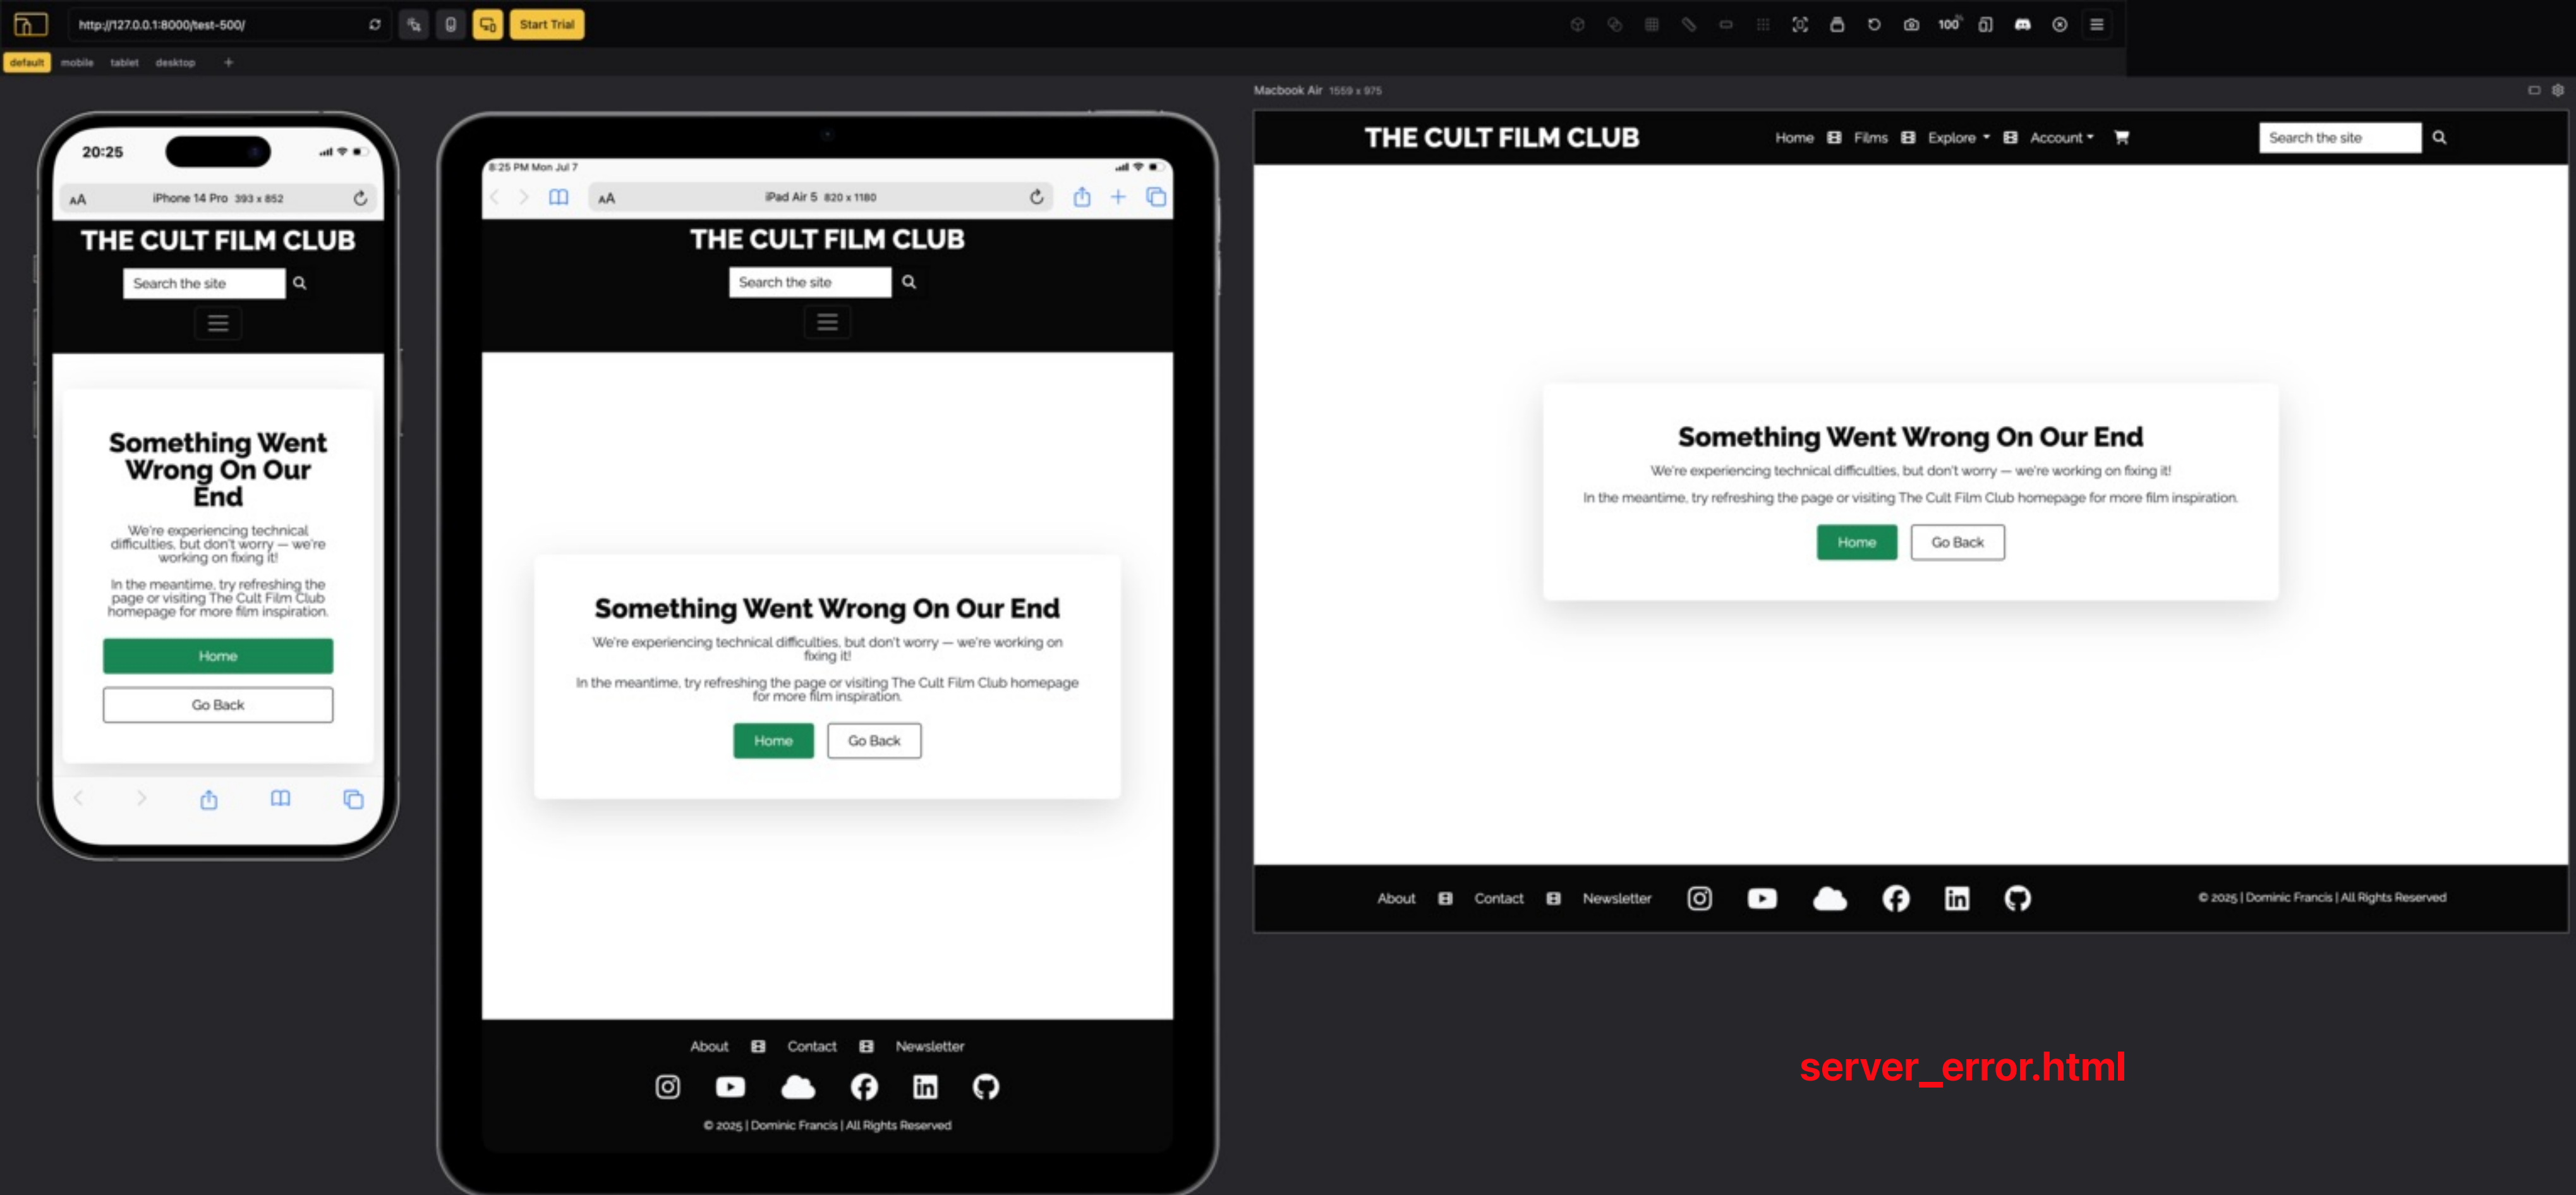 http://127.0.0.1:8000/test-500/
Start Trial
100%
default mobile tablet desktop +
20:25
AA iPhone 14 Pro 393 x 852
THE CULT FILM CLUB
Search the site
Something Went
Wrong On Our
End
We're experiencing technical
difficulties, but don't worry — we're
working on fixing it!
In the meantime, try refreshing the
page or visiting The Cult Film Club
homepage for more film inspiration.
Home
Go Back
8:25 PM Mon Jul 7
AA iPad Air 5 820 x 1180
THE CULT FILM CLUB
Search the site
Something Went Wrong On Our End
We're experiencing technical difficulties, but don't worry — we're working on
fixing it!
In the meantime, try refreshing the page or visiting The Cult Film Club homepage
for more film inspiration.
Home Go Back
About Contact Newsletter
© 2025 | Dominic Francis | All Rights Reserved
Macbook Air 1559 x 975
THE CULT FILM CLUB Home Films Explore Account Search the site
Something Went Wrong On Our End
We're experiencing technical difficulties, but don't worry — we're working on fixing it!
In the meantime, try refreshing the page or visiting The Cult Film Club homepage for more film inspiration.
Home Go Back
About Contact Newsletter © 2025 | Dominic Francis | All Rights Reserved
server_error.html